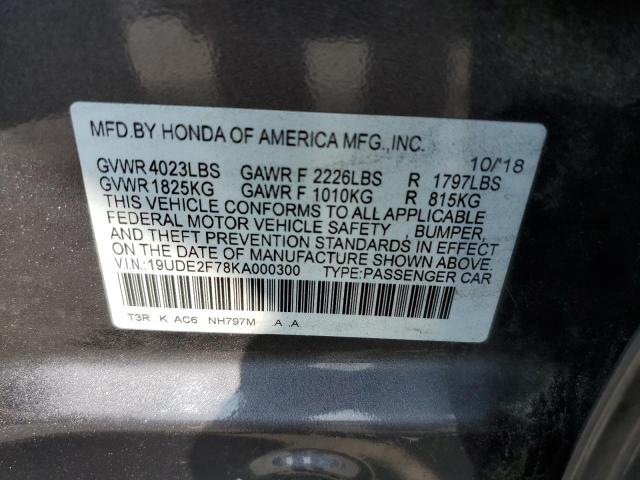 MFD.BY HONDA OF AMERICA MFG.,INC.
10/'18
GVWR 4023LBS GAWR F 2226LBS R 1797LBS
GVWR 1825KG GAWR F 1010KG R 815KG
THIS VEHICLE CONFORMS TO ALL APPLICABLE
FEDERAL MOTOR VEHICLE SAFETY , BUMPER,
AND THEFT PREVENTION STANDARDS IN EFFECT
ON THE DATE OF MANUFACTURE SHOWN ABOVE.
V.I.N.:19UDE2F78KA000300 TYPE:PASSENGER CAR
T3R K AC6 NH797M .A .A